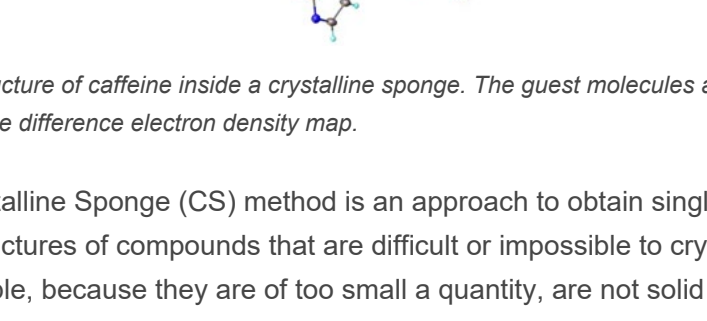 cture of caffeine inside a crystalline sponge. The guest molecules a
e difference electron density map.
talline Sponge (CS) method is an approach to obtain singl
ctures of compounds that are difficult or impossible to cry
ole, because they are of too small a quantity, are not solid